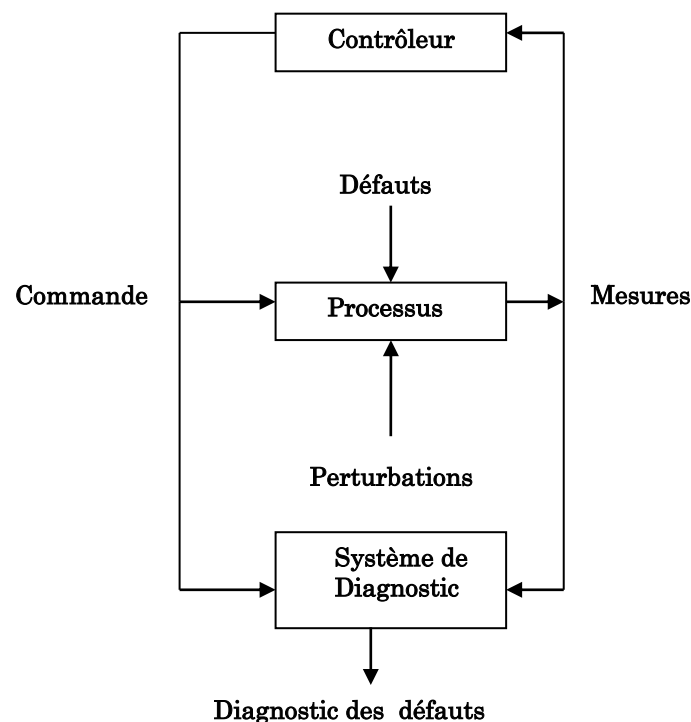 Contrôleur
Défauts
Commande
Processus
Mesures
Perturbations
Système de
Diagnostic
Diagnostic des défauts